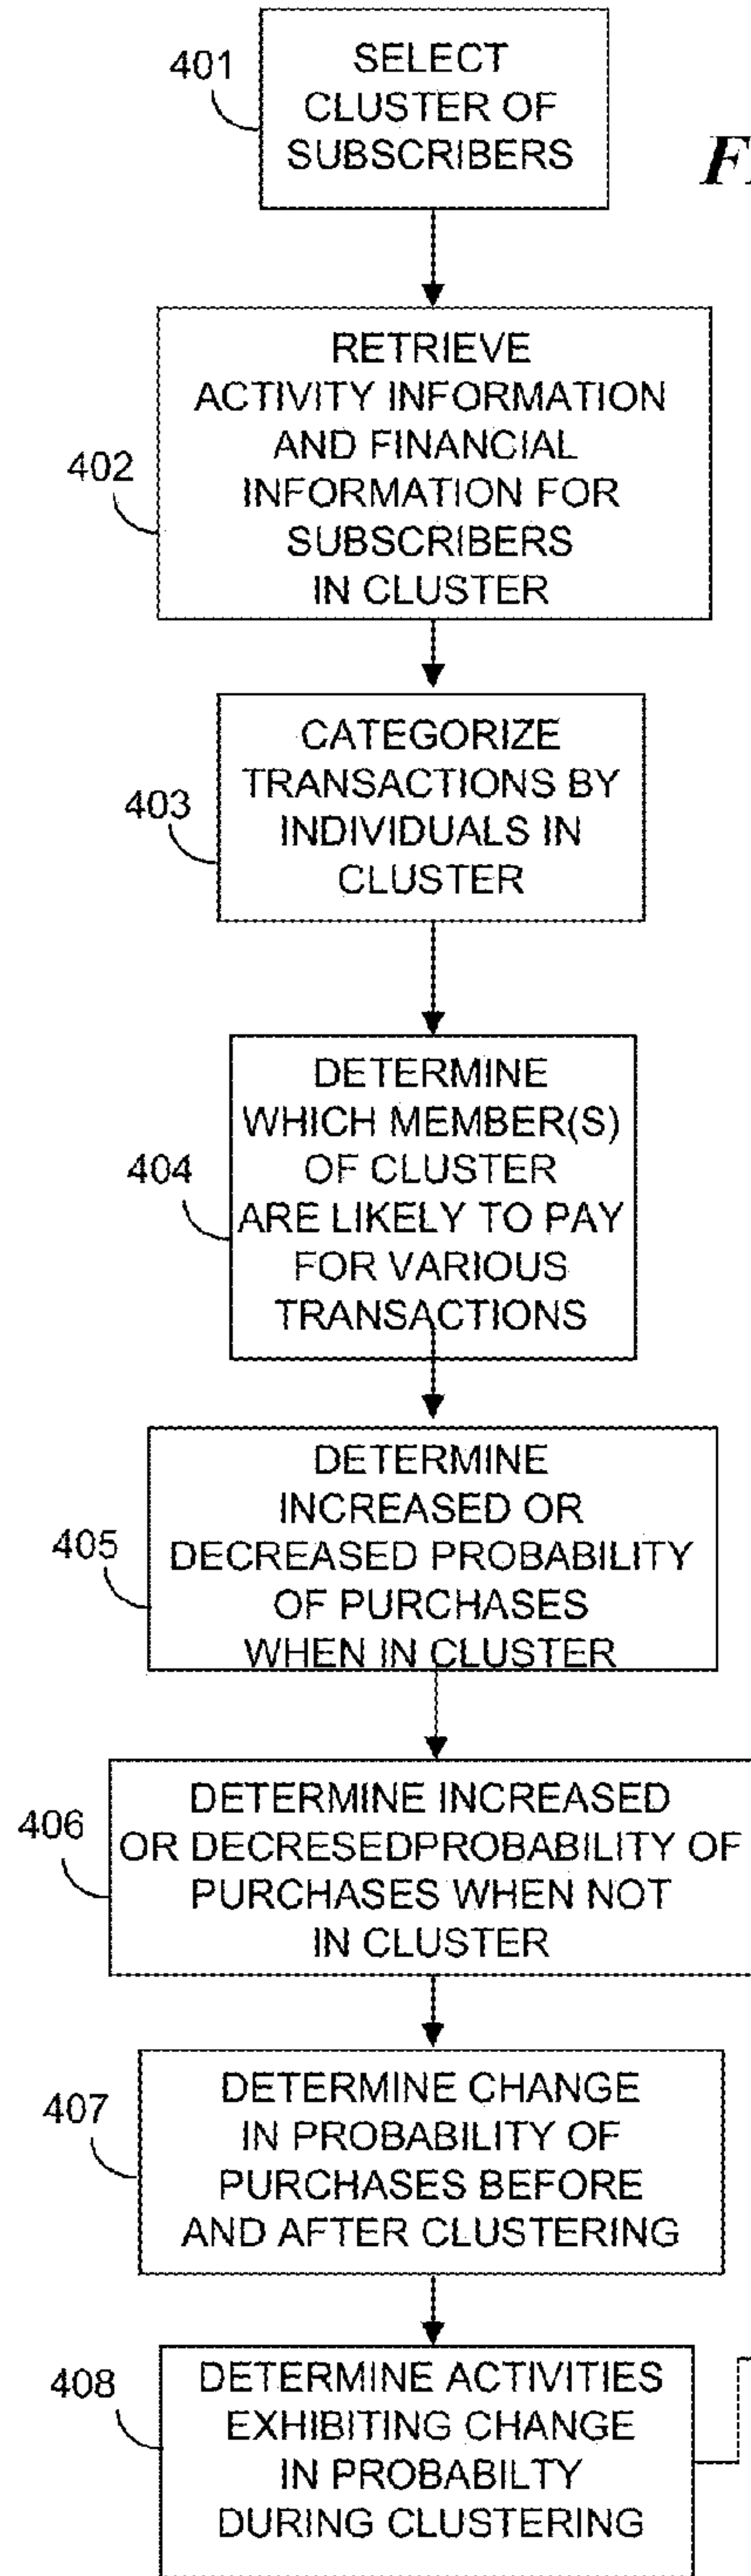 401
SELECT
CLUSTER OF
SUBSCRIBERS
402
RETRIEVE
ACTIVITY INFORMATION
AND FINANCIAL
INFORMATION FOR
SUBSCRIBERS
IN CLUSTER
403
CATEGORIZE
TRANSACTIONS BY
INDIVIDUALS IN
CLUSTER
404
DETERMINE
WHICH MEMBER(S)
OF CLUSTER
ARE LIKELY TO PAY
FOR VARIOUS
TRANSACTIONS
405
DETERMINE
INCREASED OR
DECREASED PROBABILITY
OF PURCHASES
WHEN IN CLUSTER
406
DETERMINE INCREASED
OR DECRESEDPROBABILITY OF
PURCHASES WHEN NOT
IN CLUSTER
407
DETERMINE CHANGE
IN PROBABILITY OF
PURCHASES BEFORE
AND AFTER CLUSTERING
408
DETERMINE ACTIVITIES
EXHIBITING CHANGE
IN PROBABILTY
DURING CLUSTERING